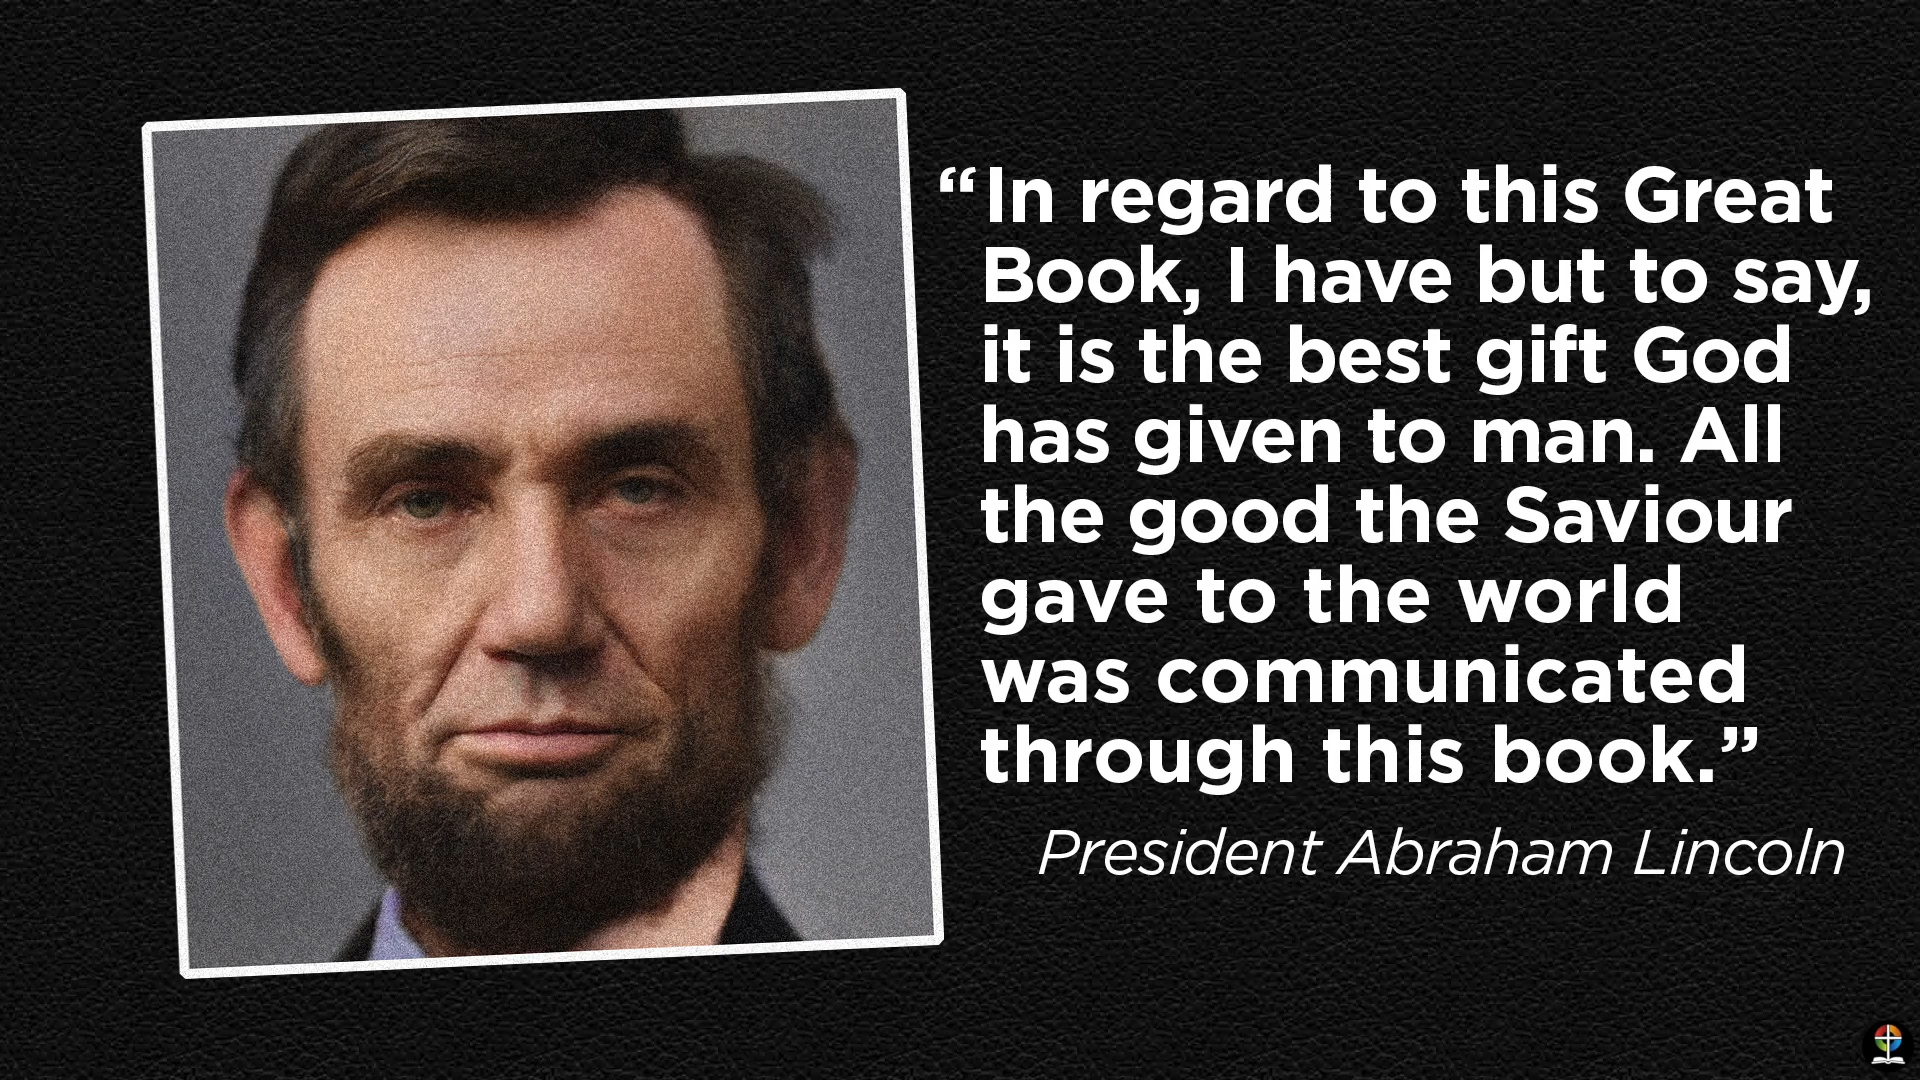 “In regard to this Great
Book, I have but to say,
it is the best gift God
has given to man. All
the good the Saviour
gave to the world
was communicated
through this book.”
President Abraham Lincoln